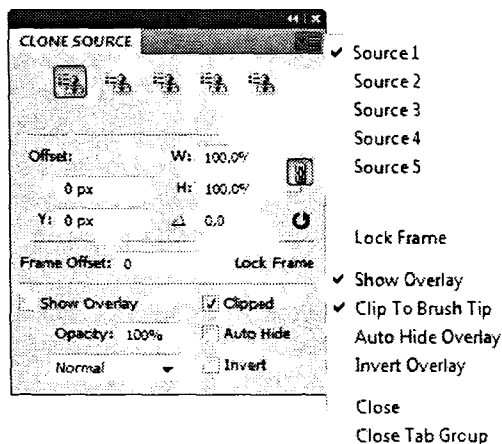 CLONE SOURCE
Offset: W: 100.0%
0 px H: 100.0%
Y: 0 px 0.0
Frame Offset: 0 Lock Frame
Show Overlay Clipped
Opacity: 100% Auto Hide
Normal Invert
Source 1
Source 2
Source 3
Source 4
Source 5
Lock Frame
Show Overlay
Clip To Brush Tip
Auto Hide Overlay
Invert Overlay
Close
Close Tab Group